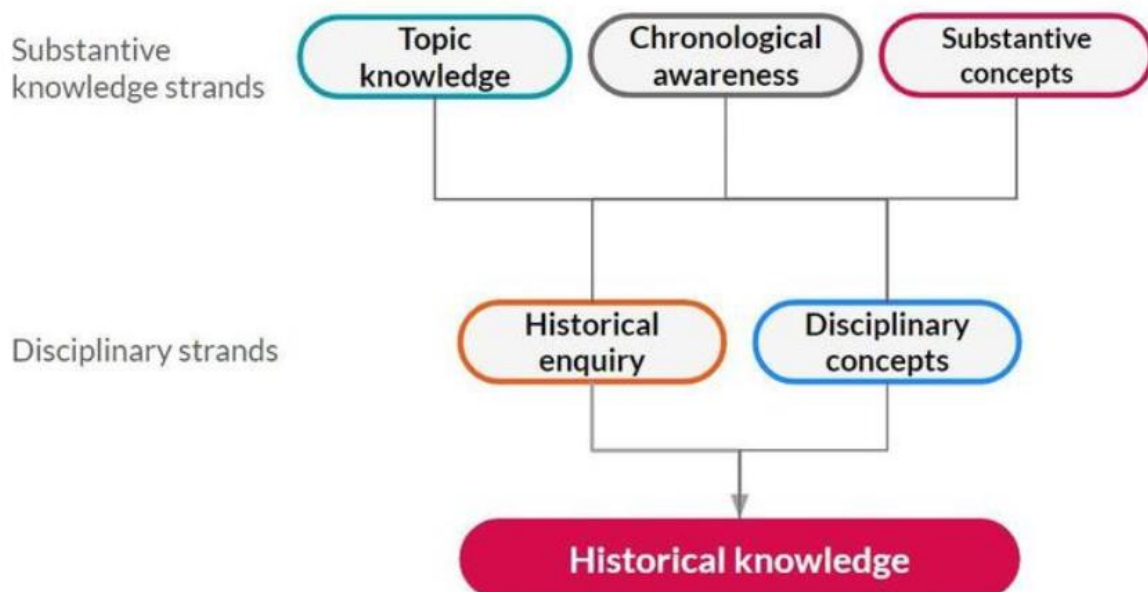 Substantive
knowledge strands
Topic
knowledge
Chronological
awareness
Substantive
concepts
Disciplinary strands
Historical
enquiry
Disciplinary
concepts
Historical knowledge